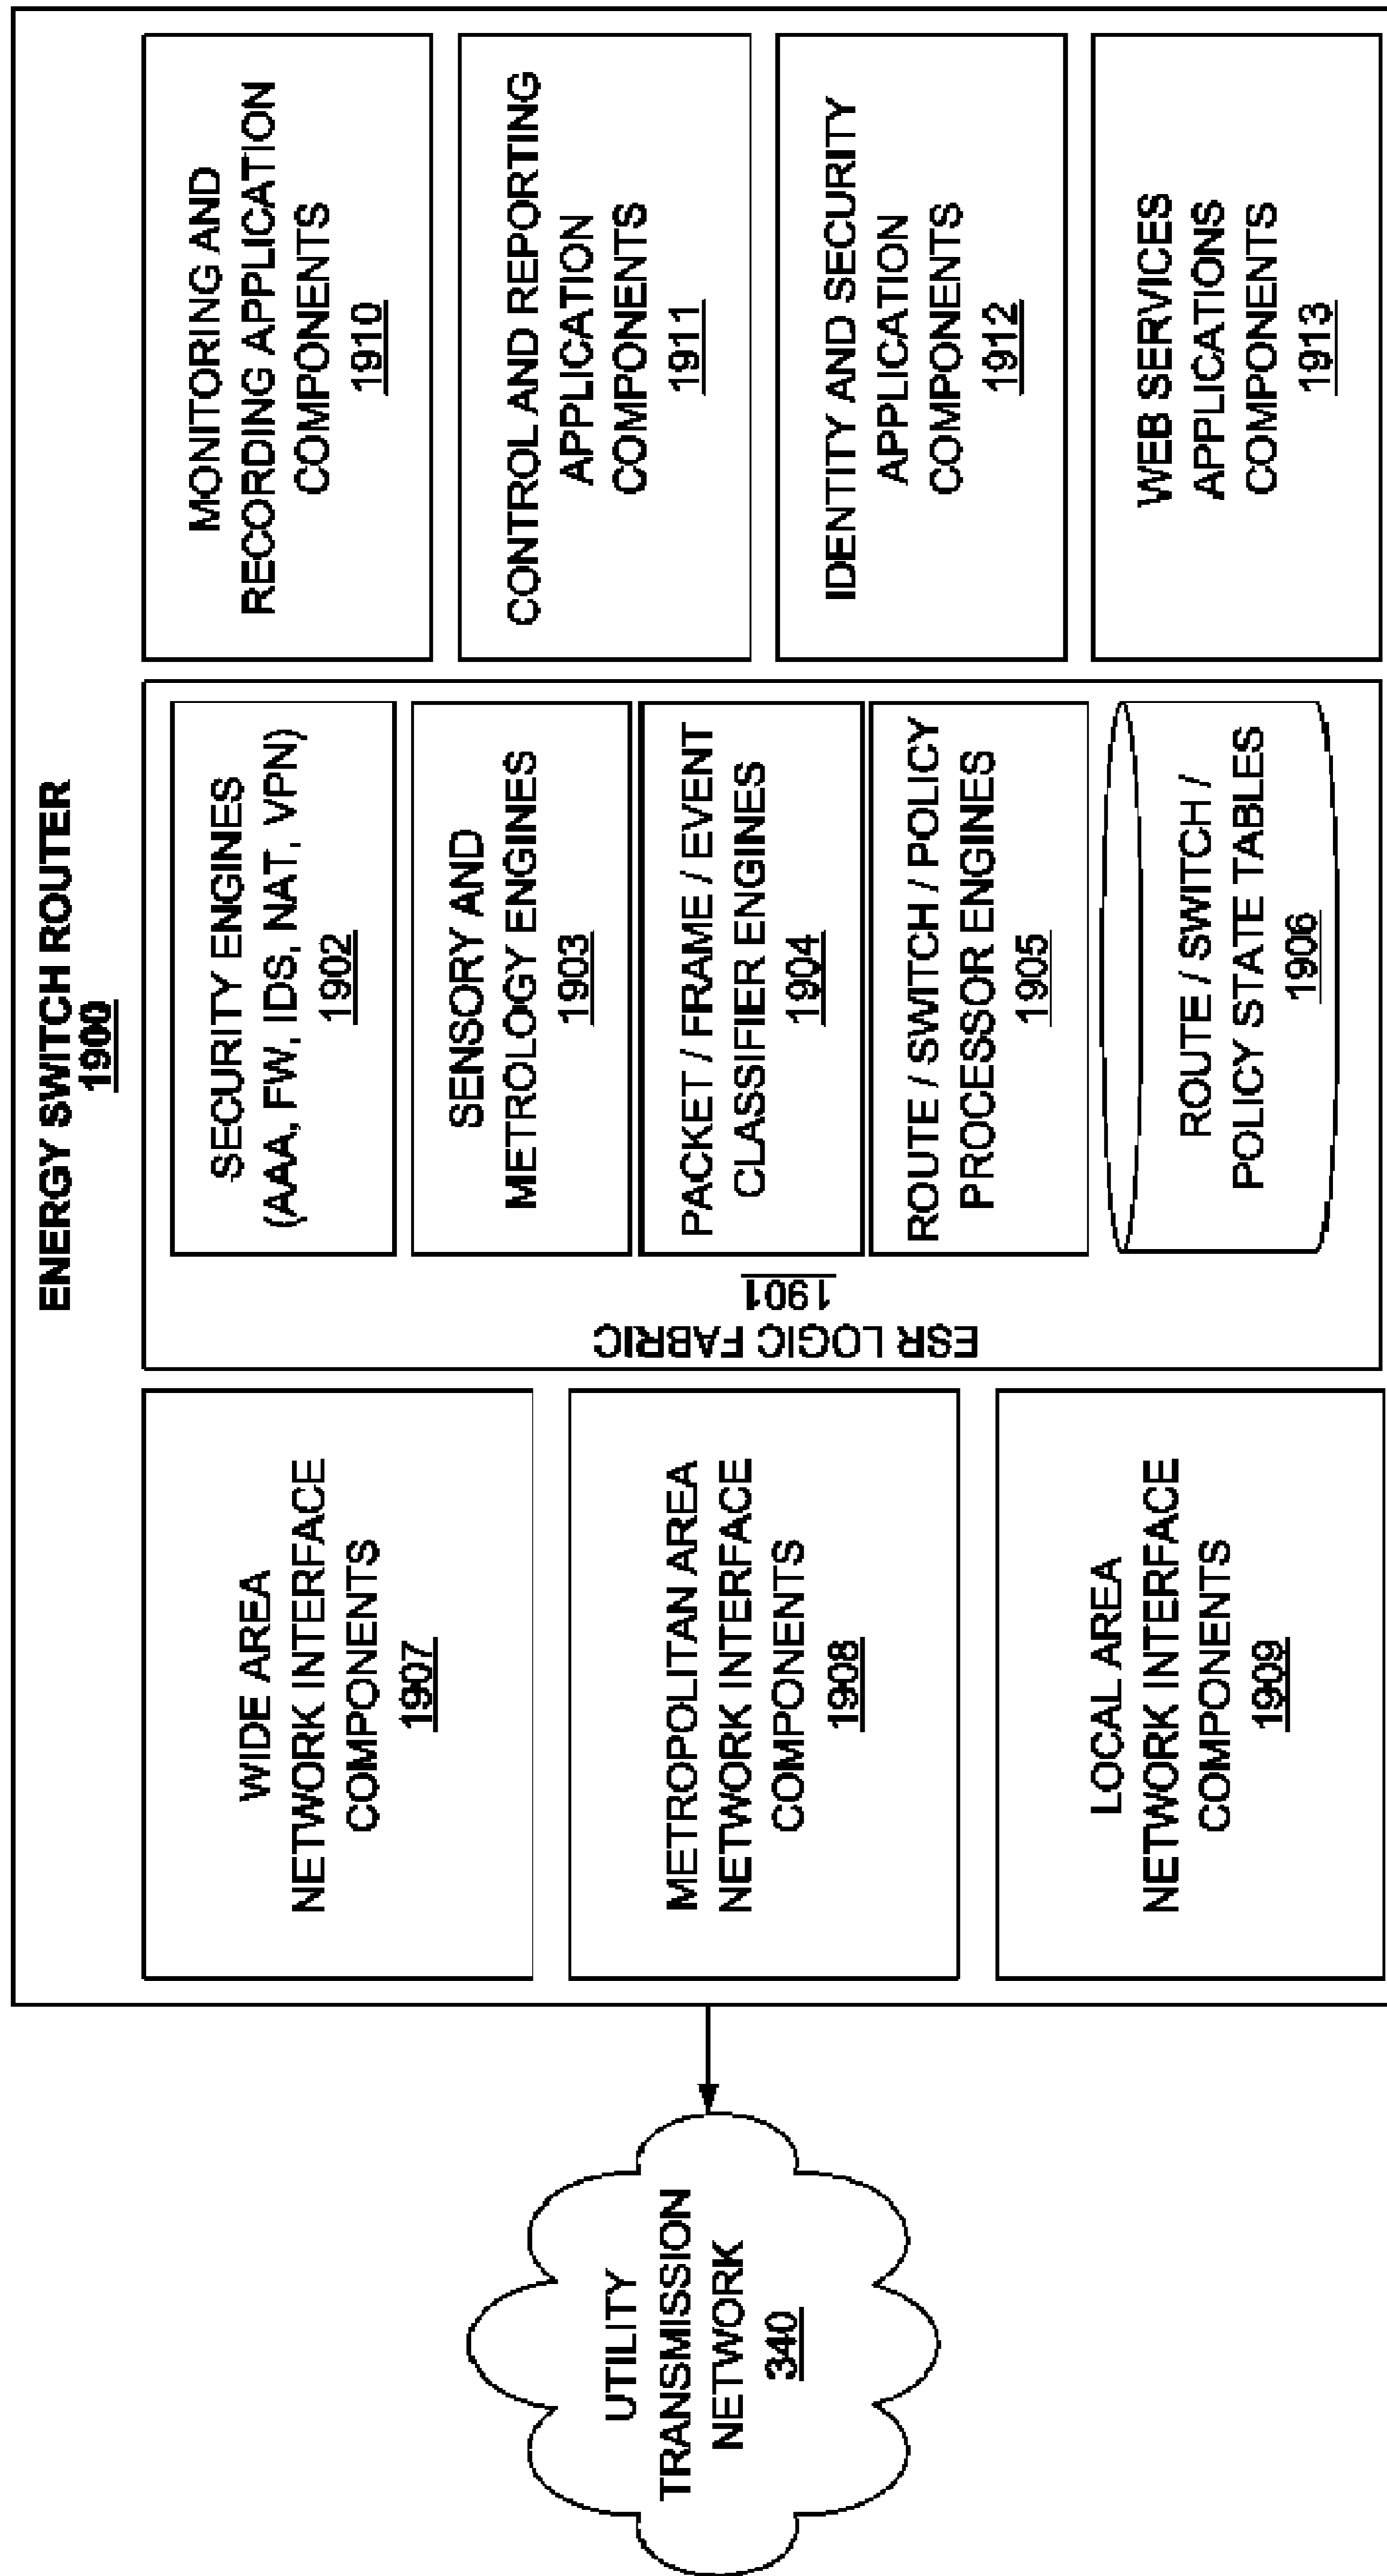 ENERGY SWITCH ROUTER
1900
UTILITY
TRANSMISSION
NETWORK
340
WIDE AREA
NETWORK INTERFACE
COMPONENTS
1907
METROPOLITAN AREA
NETWORK INTERFACE
COMPONENTS
1908
LOCAL AREA
NETWORK INTERFACE
COMPONENTS
1909
ESR LOGIC FABRIC
1901
SECURITY ENGINES
(AAA, FW, IDS, NAT, VPN)
1902
SENSORY AND
METROLOGY ENGINES
1903
PACKET / FRAME / EVENT
CLASSIFIER ENGINES
1904
ROUTE / SWITCH / POLICY
PROCESSOR ENGINES
1905
ROUTE / SWITCH /
POLICY STATE TABLES
1906
MONITORING AND
RECORDING APPLICATION
COMPONENTS
1910
CONTROL AND REPORTING
APPLICATION
COMPONENTS
1911
IDENTITY AND SECURITY
APPLICATION
COMPONENTS
1912
WEB SERVICES
APPLICATIONS
COMPONENTS
1913